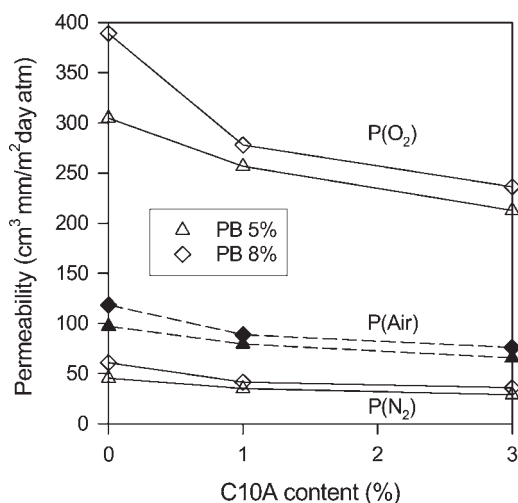 400
350
300
250
200
150
100
50
0
Permeability (cm³ mm/m²day atm)
P(O₂)
PB 5%
PB 8%
P(Air)
P(N₂)
0 1 2 3
C10A content (%)